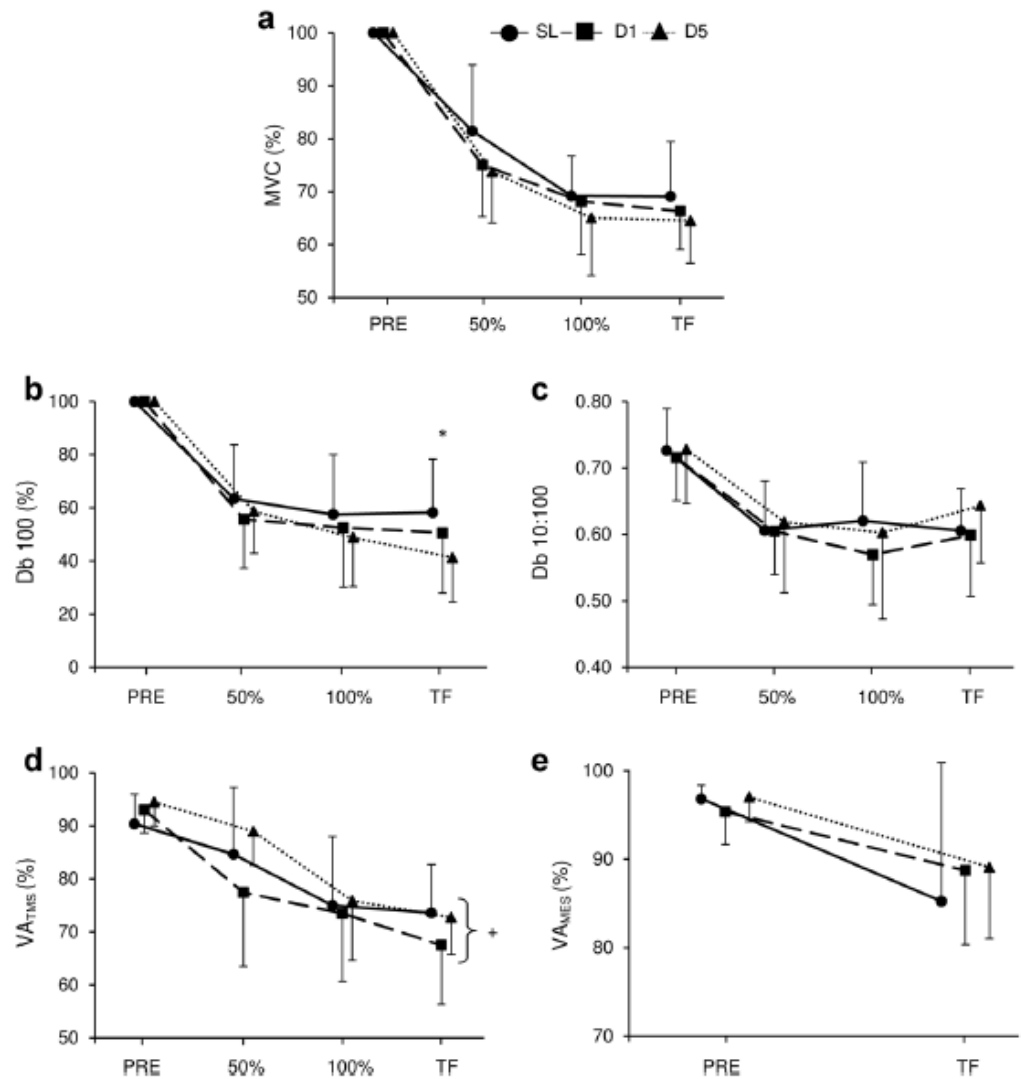 a
SL D1 D5
MVC (%)
100
90
80
70
60
50
PRE 50% 100% TF
b
Db 100 (%)
100
80
60
40
20
0
*
PRE 50% 100% TF
c
Db 10:100
0.80
0.70
0.60
0.50
0.40
PRE 50% 100% TF
d
VATMS (%)
100
90
80
70
60
50
+
PRE 50% 100% TF
e
VAMES (%)
100
90
80
70
PRE TF